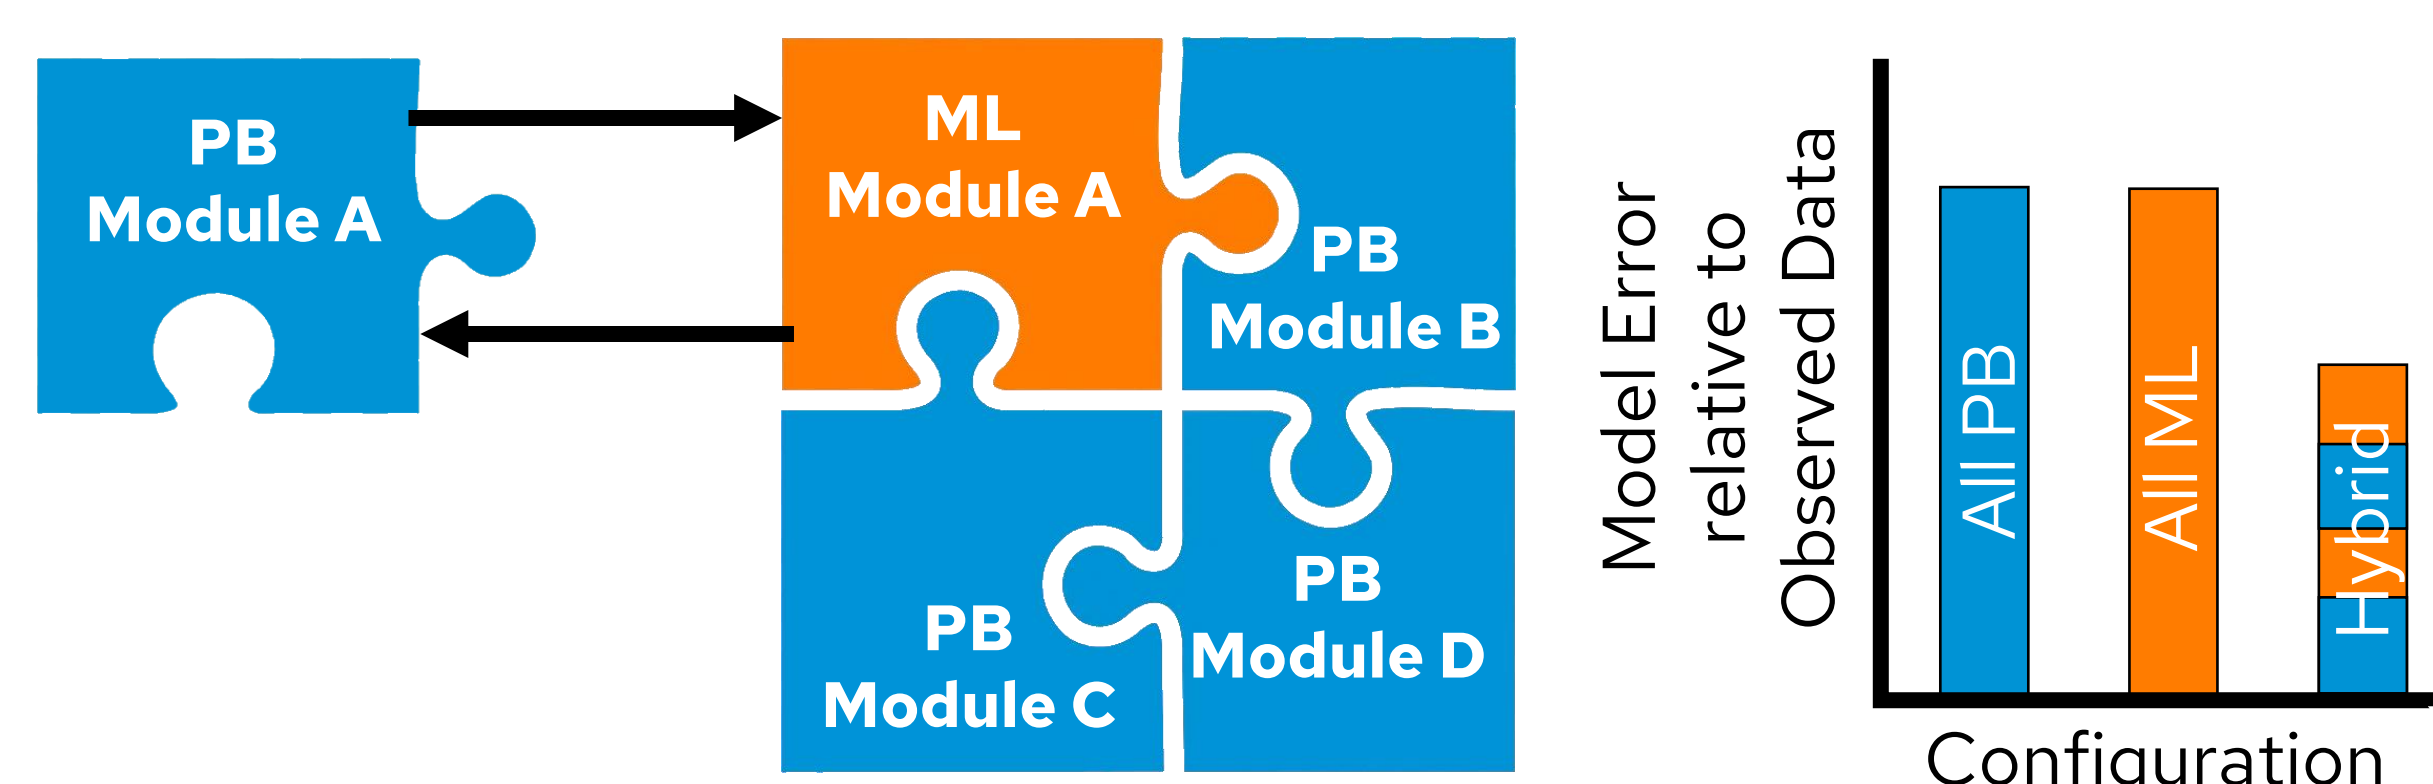 PB
Module A
ML
Module A
PB
Module B
PB
Module C
PB
Module D
Model Error
relative to
Observed Data
All PB
All ML
Hybrid
Configuration